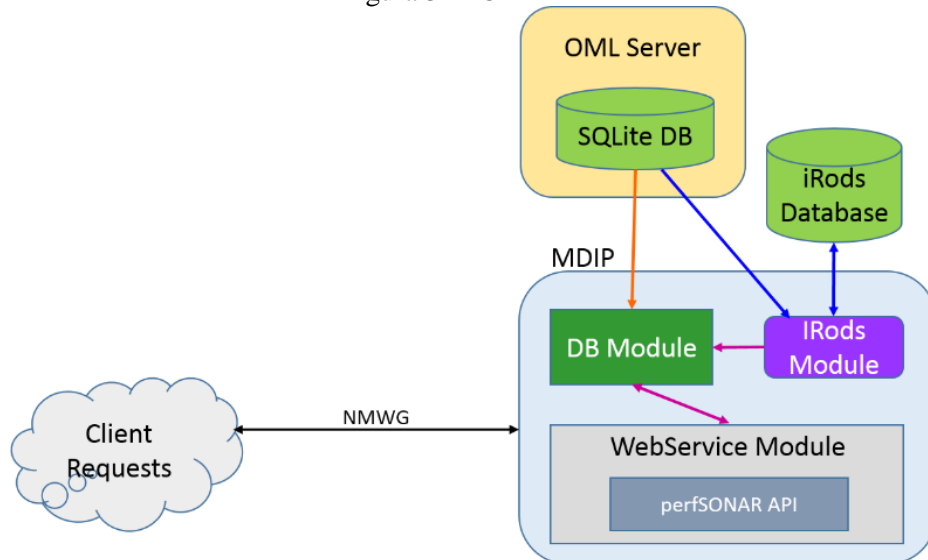 OML Server
SQLite DB
iRods
Database
MDIP
DB Module
IRods
Module
NMWG
Client
Requests
WebService Module
perfSONAR API